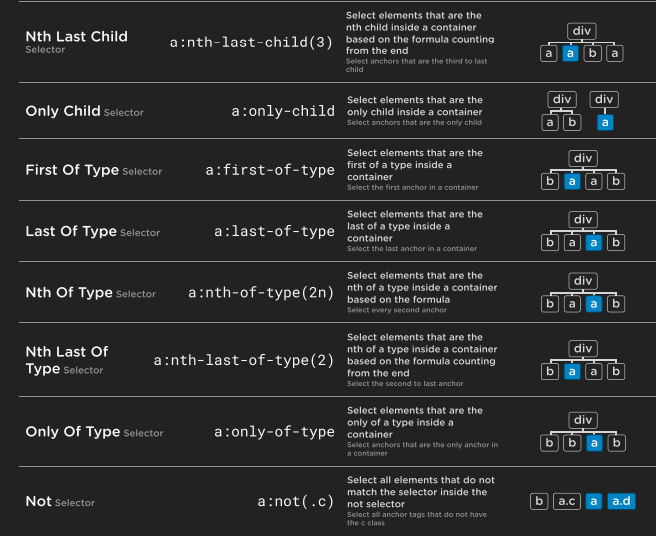 Nth Last Child
Selector
a:nth-last-child(3)
Select elements that are the
nth child inside a container
based on the formula counting
from the end
Select anchors that are the third to last
child
div
a a b a
Only Child Selector
a:only-child
Select elements that are the
only child inside a container
Select anchors that are the only child
div div
a b a
First Of Type Selector
a:first-of-type
Select elements that are the
first of a type inside a
container
Select the first anchor in a container
div
b a a b
Last Of Type Selector
a:last-of-type
Select elements that are the
last of a type inside a
container
Select the last anchor in a container
div
b a a b
Nth Of Type Selector
a:nth-of-type(2n)
Select elements that are the
nth of a type inside a container
based on the formula
Select every second anchor
div
b a a b
Nth Last Of
Type Selector
a:nth-last-of-type(2)
Select elements that are the
nth of a type inside a container
based on the formula counting
from the end
Select the second to last anchor
div
b a a b
Only Of Type Selector
a:only-of-type
Select elements that are the
only of a type inside a
container
Select anchors that are the only anchor in
a container
div
b b a b
Not Selector
a:not(.c)
Select all elements that do not
match the selector inside the
not selector
Select all anchor tags that do not have
the c class
b a.c a a.d